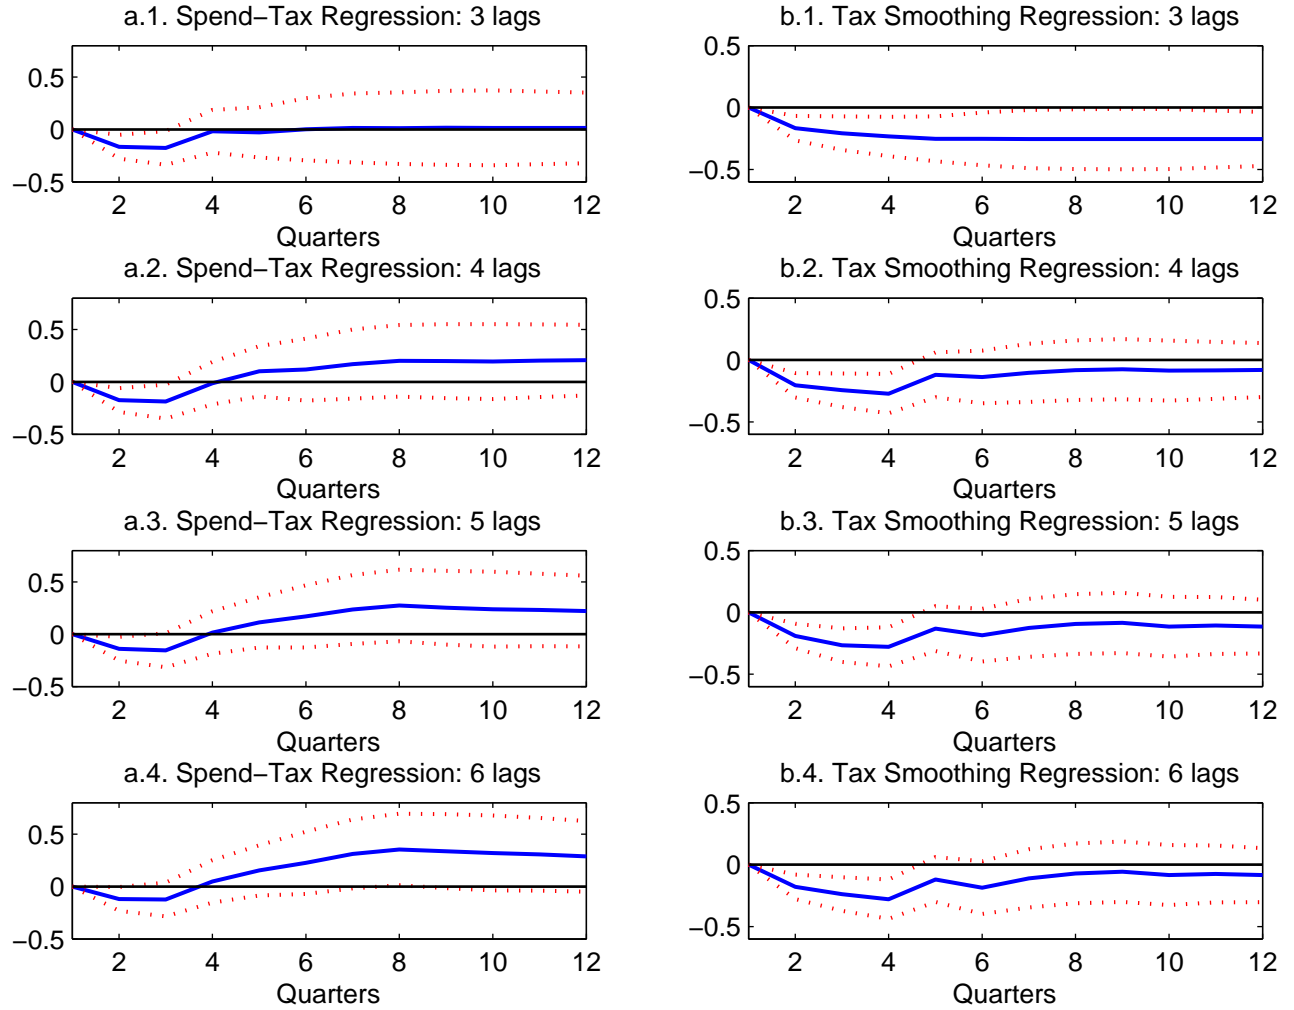 a.1. Spend−Tax Regression: 3 lags
0.5
0
−0.5
2 4 6 8 10 12
Quarters
b.1. Tax Smoothing Regression: 3 lags
0.5
0
−0.5
2 4 6 8 10 12
Quarters
a.2. Spend−Tax Regression: 4 lags
0.5
0
−0.5
2 4 6 8 10 12
Quarters
b.2. Tax Smoothing Regression: 4 lags
0.5
0
−0.5
2 4 6 8 10 12
Quarters
a.3. Spend−Tax Regression: 5 lags
0.5
0
−0.5
2 4 6 8 10 12
Quarters
b.3. Tax Smoothing Regression: 5 lags
0.5
0
−0.5
2 4 6 8 10 12
Quarters
a.4. Spend−Tax Regression: 6 lags
0.5
0
−0.5
2 4 6 8 10 12
Quarters
b.4. Tax Smoothing Regression: 6 lags
0.5
0
−0.5
2 4 6 8 10 12
Quarters